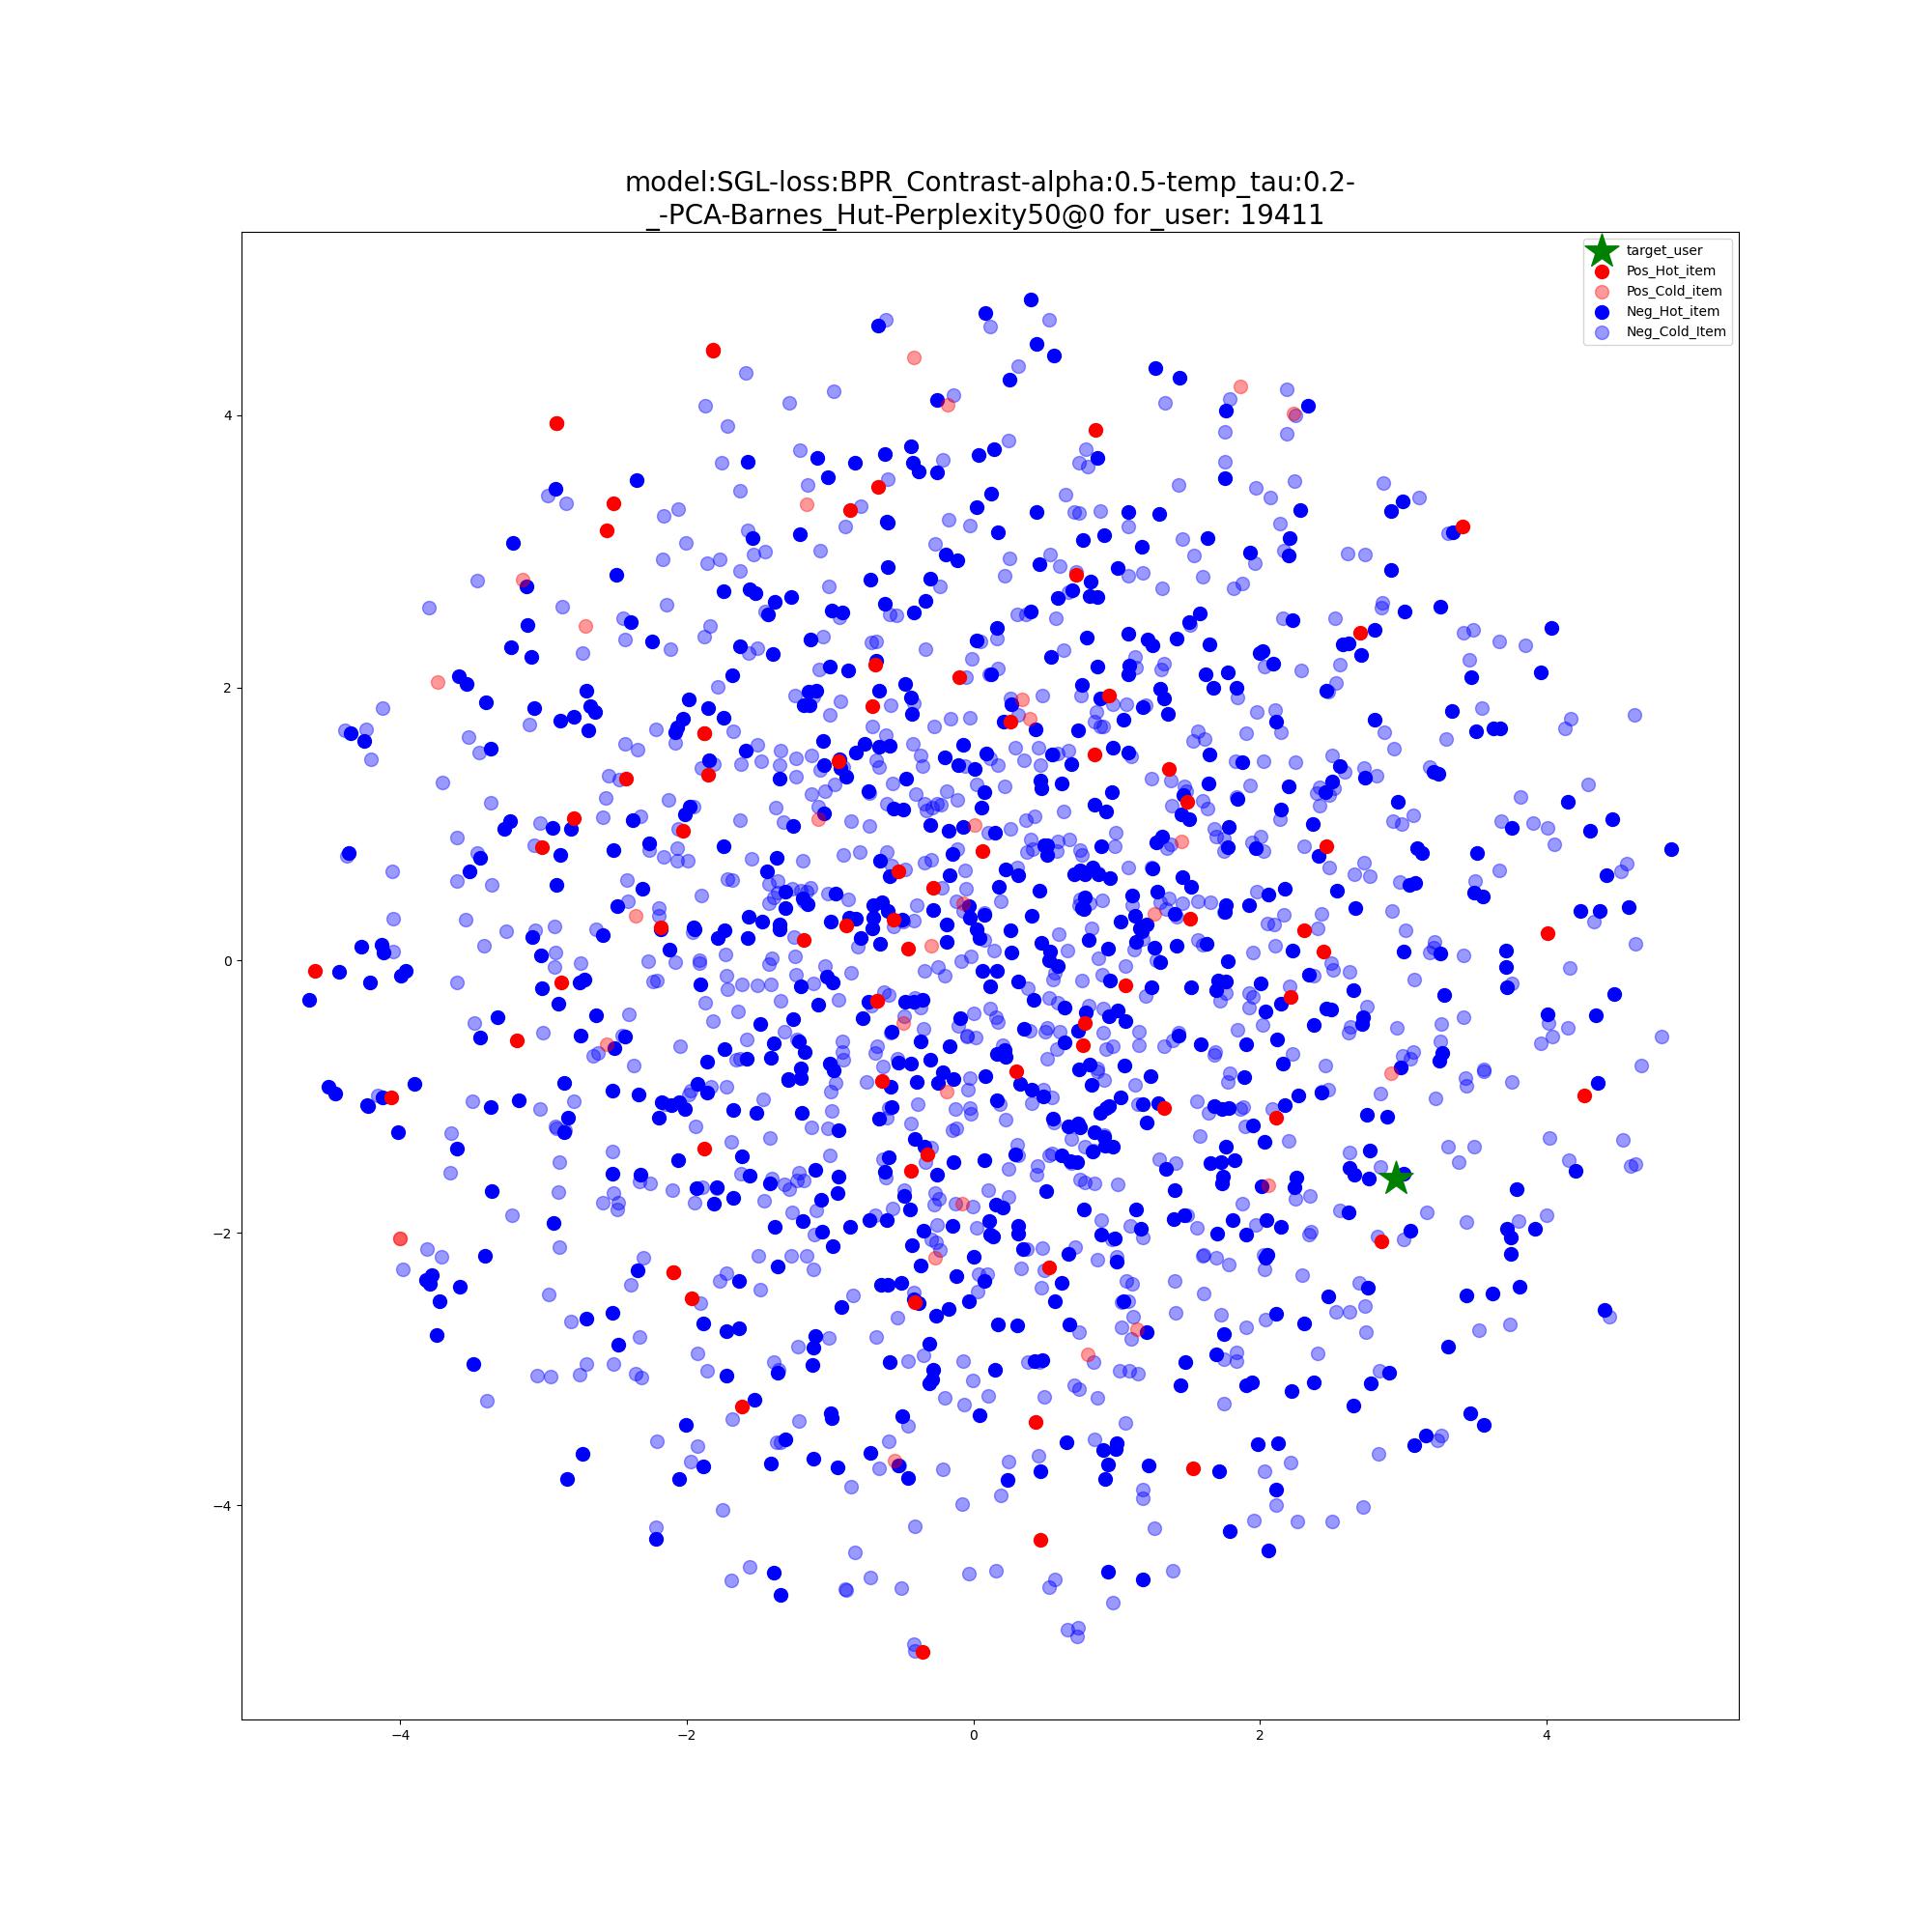 model:SGL-loss:BPR_Contrast-alpha:0.5-temp_tau:0.2-
_-PCA-Barnes_Hut-Perplexity50@0 for_user: 19411
target_user
Pos_Hot_item
Pos_Cold_item
Neg_Hot_item
Neg_Cold_Item
4
2
0
−2
−4
−4
−2
0
2
4